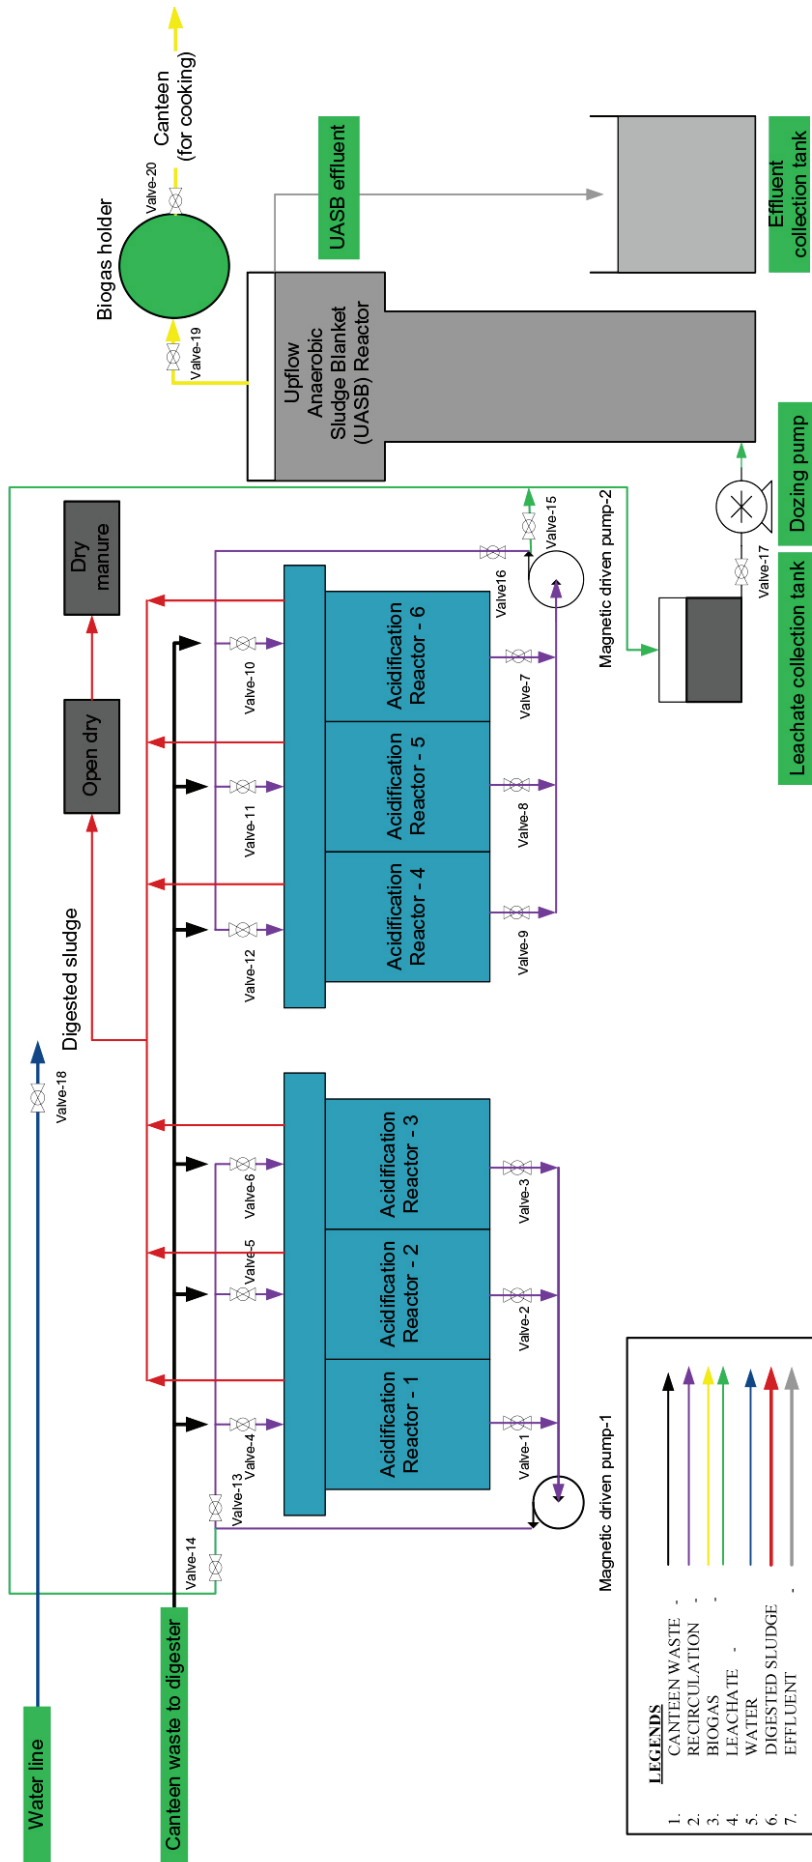 Water line
Valve-18
Canteen waste to digester
Digested sludge
Open dry
Dry
manure
Biogas holder
Valve-19
Valve-20
Canteen
(for cooking)
Valve-14
Valve-13
Valve-4
Valve-5
Valve-6
Valve-12
Valve-11
Valve-10
Acidification
Reactor - 1
Acidification
Reactor - 2
Acidification
Reactor - 3
Acidification
Reactor - 4
Acidification
Reactor - 5
Acidification
Reactor - 6
Upflow
Anaerobic
Sludge Blanket
(UASB) Reactor
UASB effluent
Valve-1
Valve-2
Valve-3
Valve-9
Valve-8
Valve-7
Valve16
Valve-15
Magnetic driven pump-1
Magnetic driven pump-2
Valve-17
Leachate collection tank
Dozing pump
Effluent
collection tank
LEGENDS
1. CANTEEN WASTE -
2. RECIRCULATION -
3. BIOGAS -
4. LEACHATE -
5. WATER
6. DIGESTED SLUDGE
7. EFFLUENT -